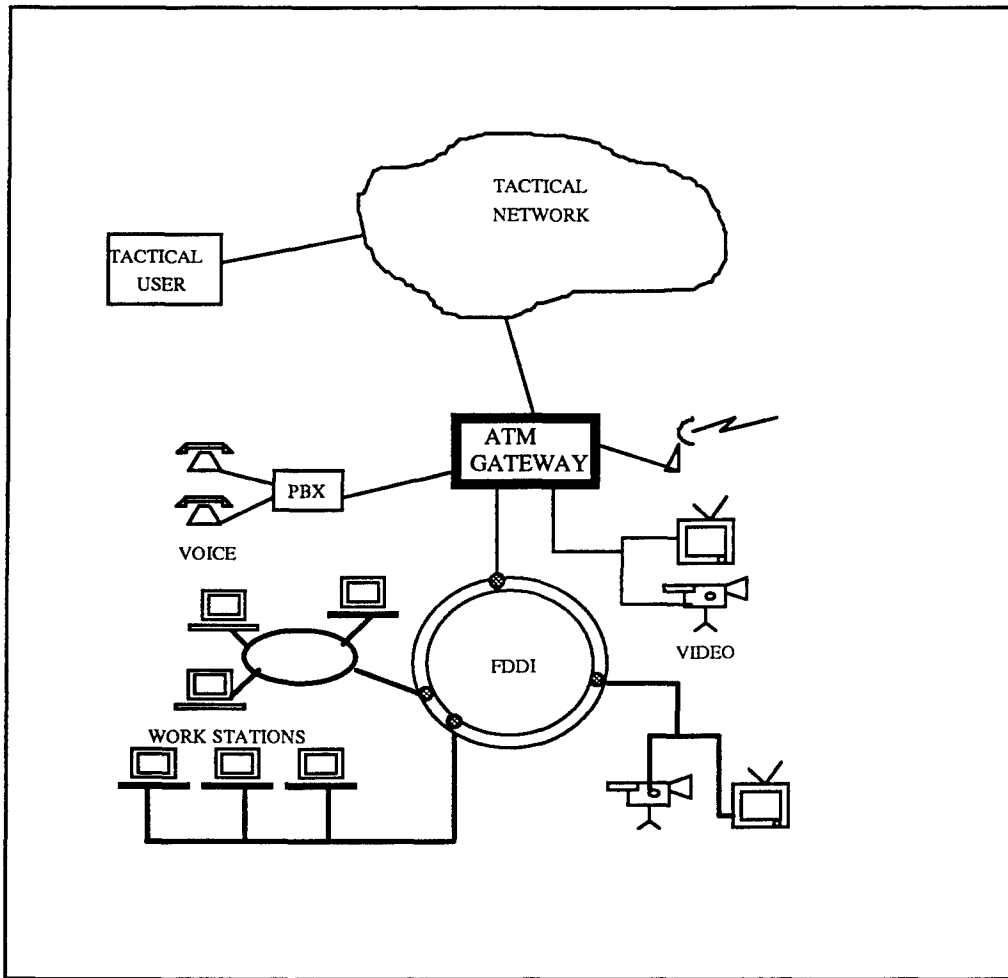 TACTICAL
NETWORK
TACTICAL
USER
ATM
GATEWAY
PBX
VOICE
VIDEO
FDDI
WORK STATIONS